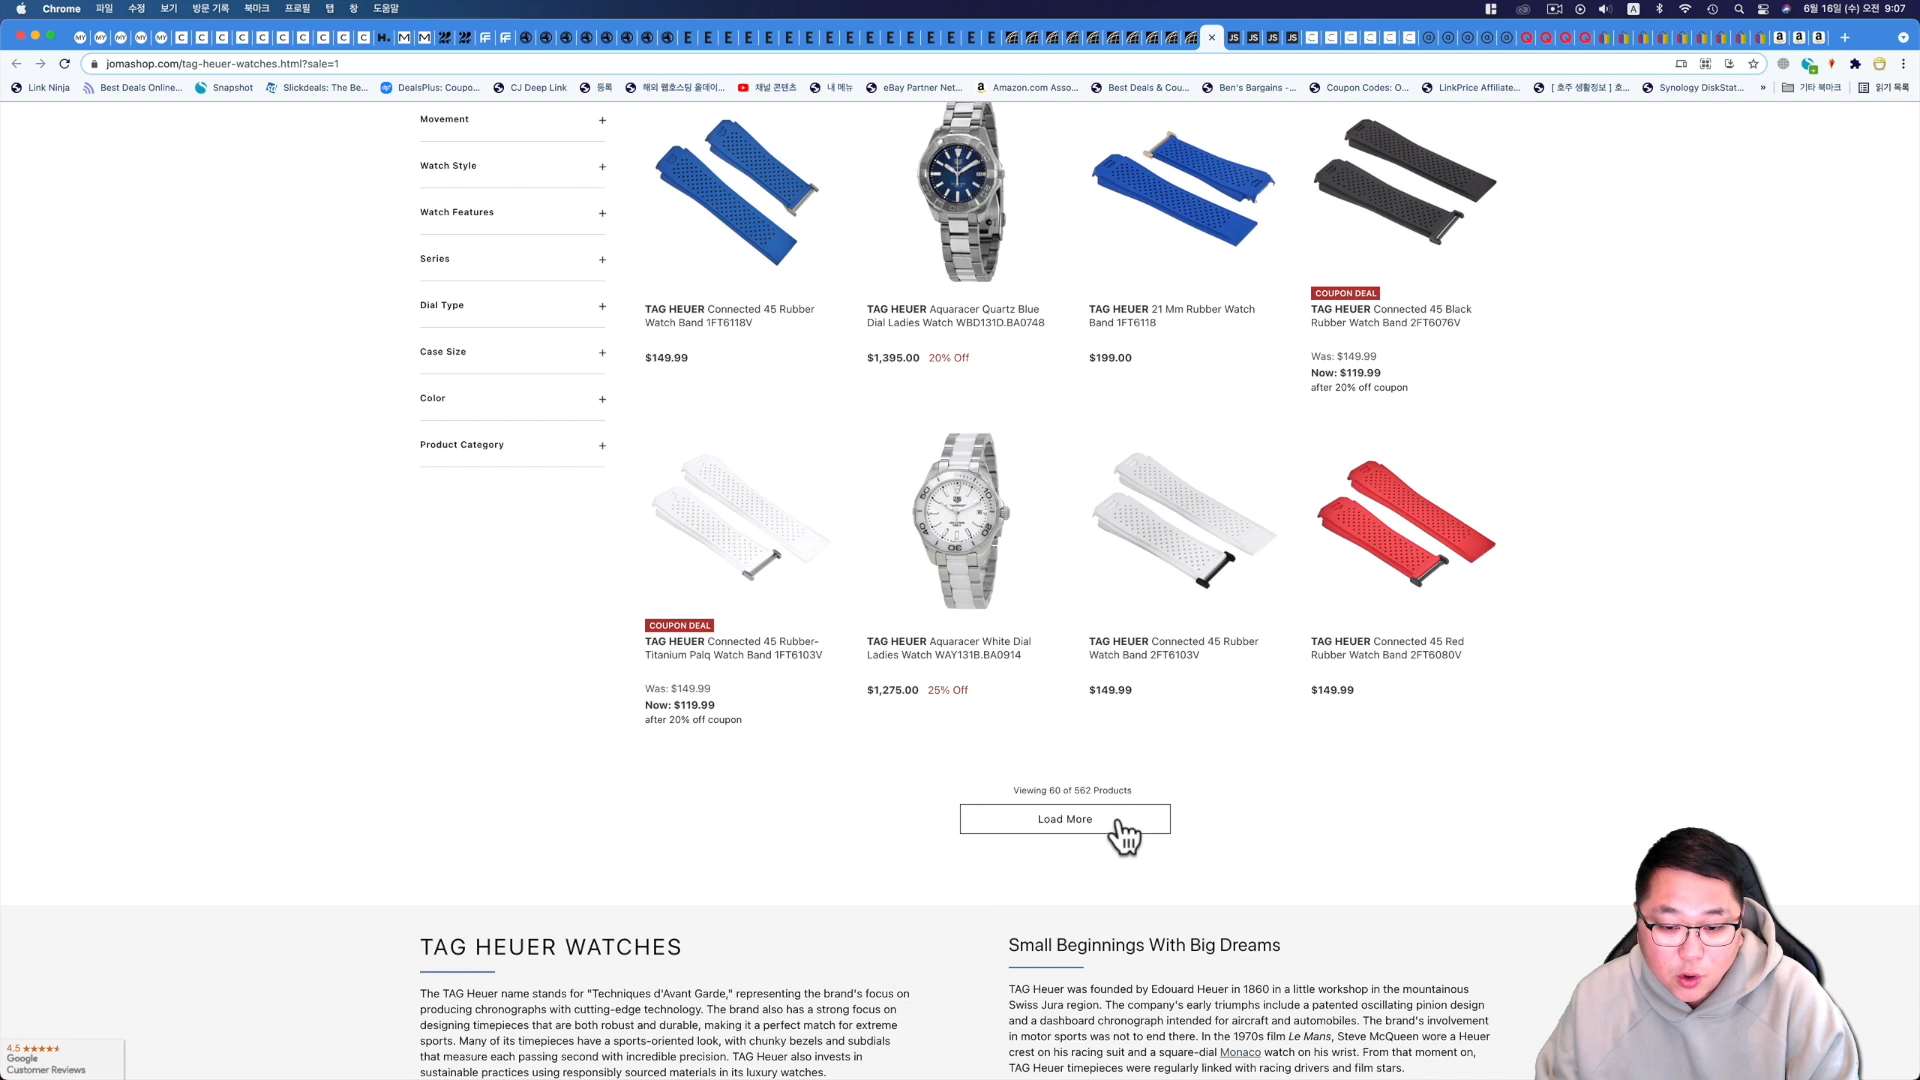 Chrome 파일 수정 보기 방문 기록 북마크 프로필 탭 창 도움말
6월 16일 (수) 오전 9:07
jomashop.com/tag-heuer-watches.html?sale=1
Link Ninja Best Deals Online... Snapshot Slickdeals: The Be... DealsPlus: Coupo... CJ Deep Link 등록 해외 웹호스팅 올데이... 채널 콘텐츠 내 메뉴 eBay Partner Net... Amazon.com Asso... Best Deals & Cou... Ben's Bargains -... Coupon Codes: O... LinkPrice Affiliate... [ 호주 생활정보 ] 호... Synology DiskStat... » 기타 북마크 읽기 목록
Movement +
Watch Style +
Watch Features +
Series +
Dial Type +
Case Size +
Color +
Product Category +
TAG HEUER Connected 45 Rubber
Watch Band 1FT6118V
$149.99
TAG HEUER Aquaracer Quartz Blue
Dial Ladies Watch WBD131D.BA0748
$1,395.00 20% Off
TAG HEUER 21 Mm Rubber Watch
Band 1FT6118
$199.00
COUPON DEAL
TAG HEUER Connected 45 Black
Rubber Watch Band 2FT6076V
Was: $149.99
Now: $119.99
after 20% off coupon
COUPON DEAL
TAG HEUER Connected 45 Rubber-
Titanium Palq Watch Band 1FT6103V
Was: $149.99
Now: $119.99
after 20% off coupon
TAG HEUER Aquaracer White Dial
Ladies Watch WAY131B.BA0914
$1,275.00 25% Off
TAG HEUER Connected 45 Rubber
Watch Band 2FT6103V
$149.99
TAG HEUER Connected 45 Red
Rubber Watch Band 2FT6080V
$149.99
Viewing 60 of 562 Products
Load More
TAG HEUER WATCHES
The TAG Heuer name stands for "Techniques d'Avant Garde," representing the brand's focus on
producing chronographs with cutting-edge technology. The brand also has a strong focus on
designing timepieces that are both robust and durable, making it a perfect match for extreme
sports. Many of its timepieces have a sports-oriented look, with chunky bezels and subdials
that measure each passing second with incredible precision. TAG Heuer also invests in
sustainable practices using responsibly sourced materials in its luxury watches.
Small Beginnings With Big Dreams
TAG Heuer was founded by Edouard Heuer in 1860 in a little workshop in the mountainous
Swiss Jura region. The company's early triumphs include a patented oscillating pinion design
and a dashboard chronograph intended for aircraft and automobiles. The brand's involvement
in motor sports was not to end there. In the 1970s film Le Mans, Steve McQueen wore a Heuer
crest on his racing suit and a square-dial Monaco watch on his wrist. From that moment on,
TAG Heuer timepieces were regularly linked with racing drivers and film stars.
4.5 ★★★★★
Google
Customer Reviews